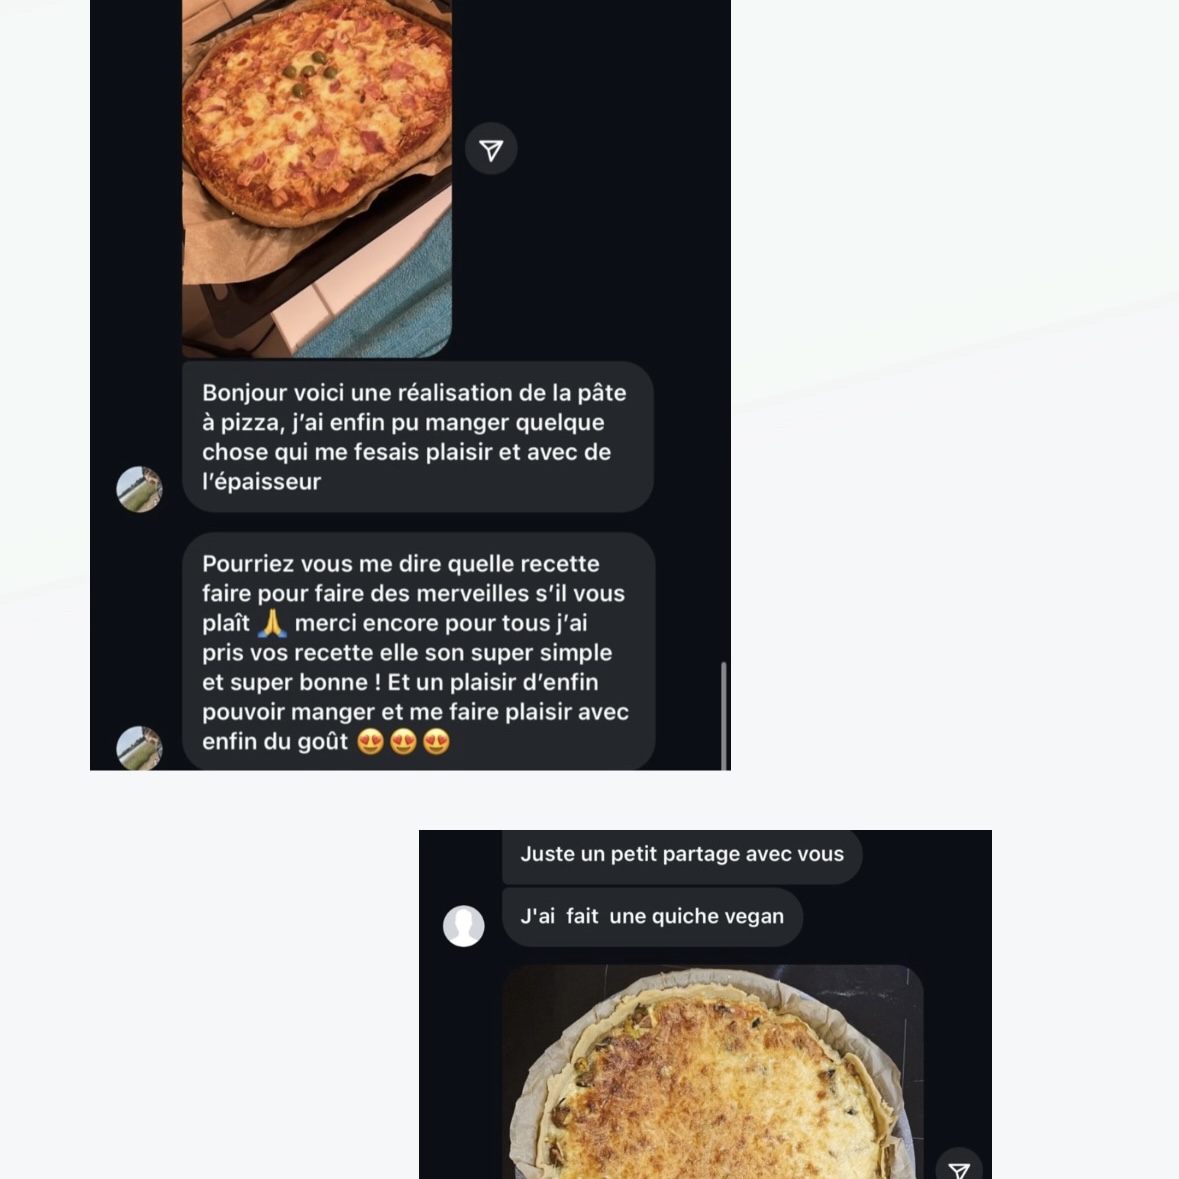 Bonjour voici une réalisation de la pâte
à pizza, j’ai enfin pu manger quelque
chose qui me fesais plaisir et avec de
l’épaisseur
Pourriez vous me dire quelle recette
faire pour faire des merveilles s’il vous
plaît 🙏 merci encore pour tous j’ai
pris vos recette elle son super simple
et super bonne ! Et un plaisir d’enfin
pouvoir manger et me faire plaisir avec
enfin du goût 😍😍😍
Juste un petit partage avec vous
J'ai  fait  une quiche vegan